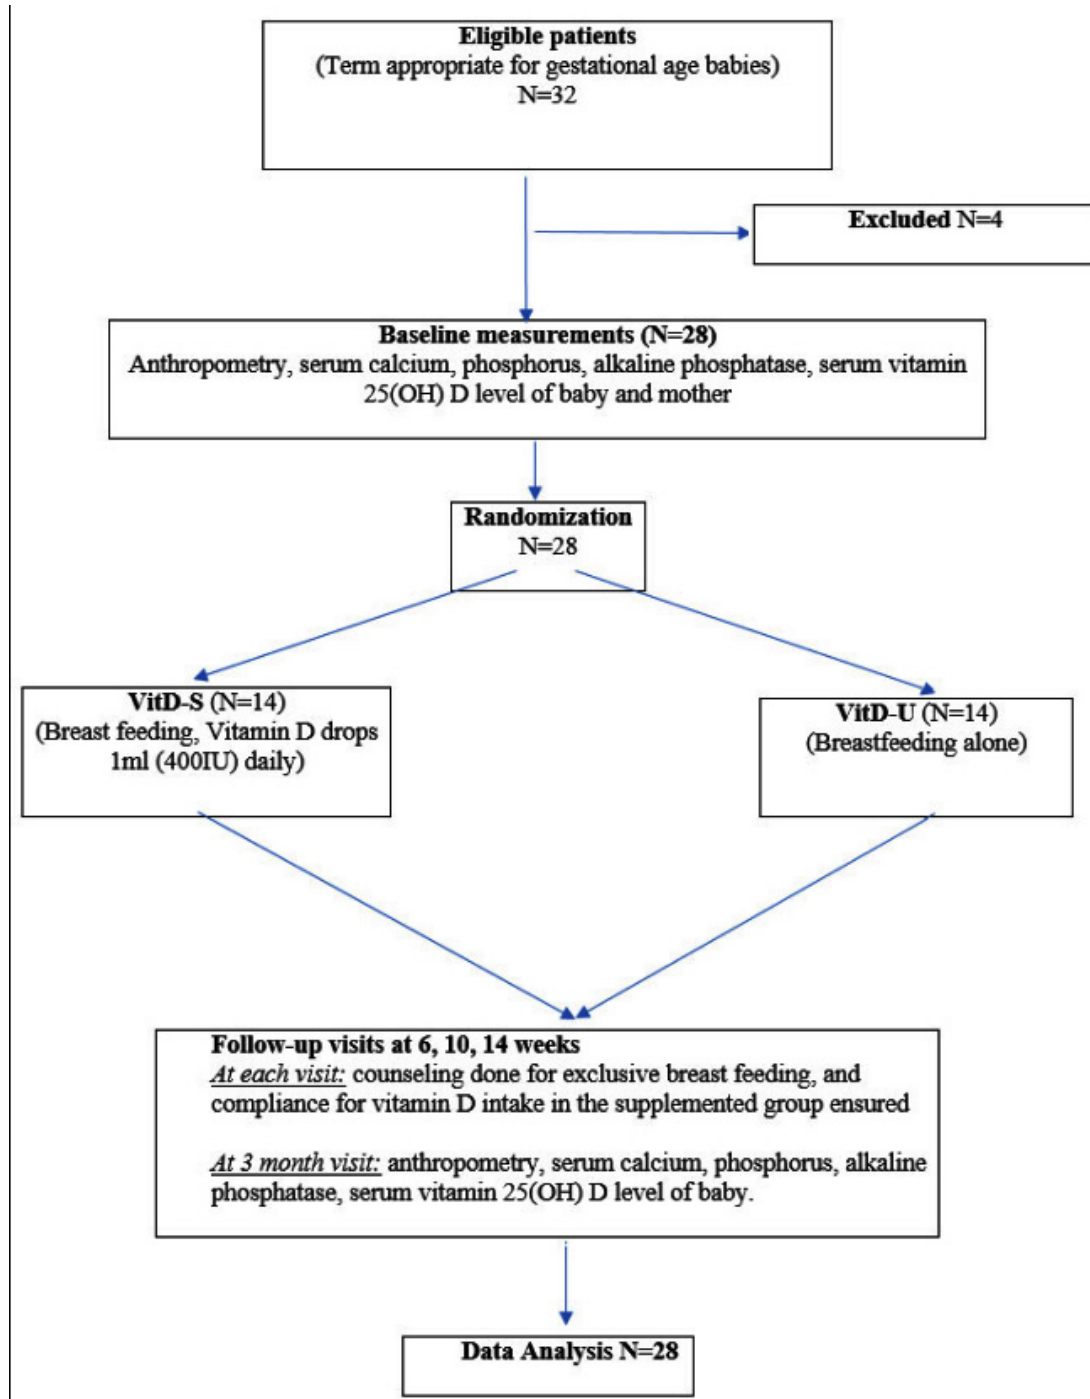 Eligible patients
(Term appropriate for gestational age babies)
N=32
Excluded N=4
Baseline measurements (N=28)
Anthropometry, serum calcium, phosphorus, alkaline phosphatase, serum vitamin
25(OH) D level of baby and mother
Randomization
N=28
VitD-S (N=14)
(Breast feeding, Vitamin D drops
1ml (400IU) daily)
VitD-U (N=14)
(Breastfeeding alone)
Follow-up visits at 6, 10, 14 weeks
At each visit: counseling done for exclusive breast feeding, and
compliance for vitamin D intake in the supplemented group ensured
At 3 month visit: anthropometry, serum calcium, phosphorus, alkaline
phosphatase, serum vitamin 25(OH) D level of baby.
Data Analysis N=28